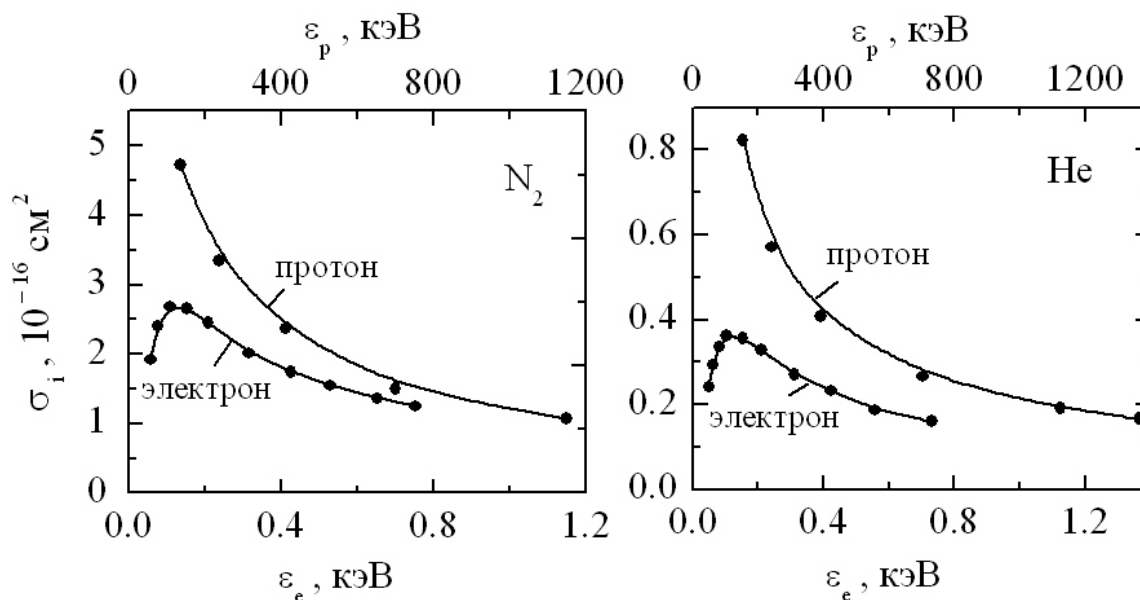 ε_p , кэВ
0 400 800 1200
5
4
3
2
1
0
σ_i , 10^−16 см^2
N_2
протон
электрон
0.0 0.4 0.8 1.2
ε_e , кэВ
ε_p , кэВ
0 400 800 1200
0.8
0.6
0.4
0.2
0.0
He
протон
электрон
0.0 0.4 0.8 1.2
ε_e , кэВ